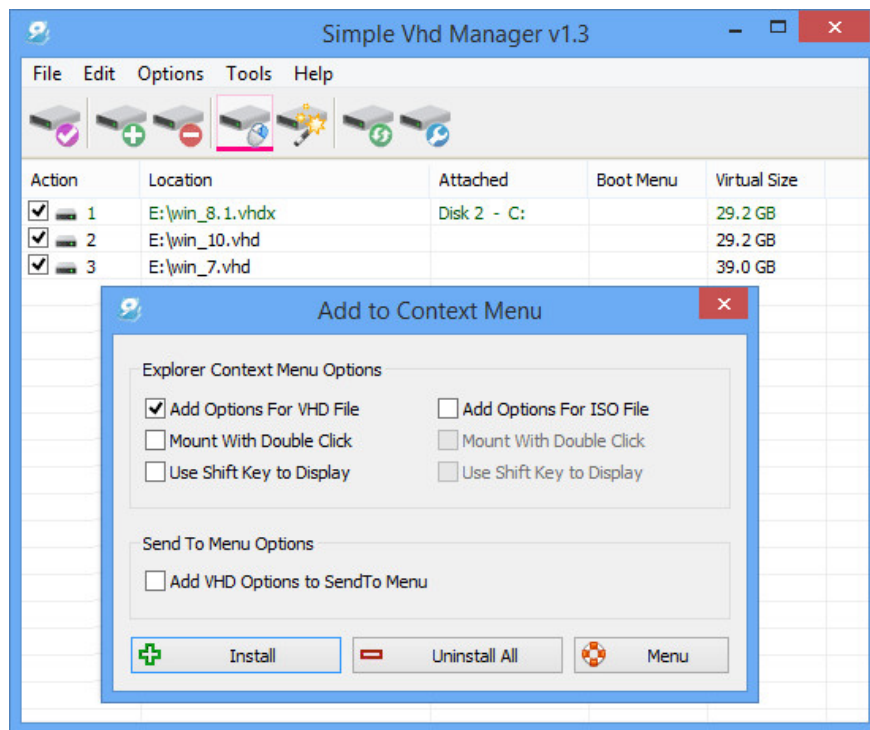 Simple Vhd Manager v1.3
File Edit Options Tools Help
Action Location Attached Boot Menu Virtual Size
1 E:\win_8.1.vhdx Disk 2 - C: 29.2 GB
2 E:\win_10.vhd 29.2 GB
3 E:\win_7.vhd 39.0 GB
Add to Context Menu
Explorer Context Menu Options
Add Options For VHD File Add Options For ISO File
Mount With Double Click Mount With Double Click
Use Shift Key to Display Use Shift Key to Display
Send To Menu Options
Add VHD Options to SendTo Menu
Install Uninstall All Menu